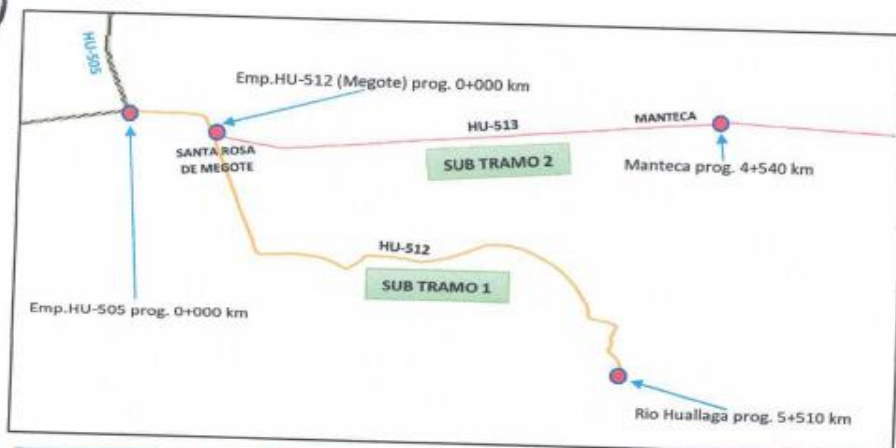 HU-505
Emp.HU-512 (Megote) prog. 0+000 km
HU-513
MANTECA
SANTA ROSA
DE MEGOTE
SUB TRAMO 2
Manteca prog. 4+540 km
HU-512
SUB TRAMO 1
Emp.HU-505 prog. 0+000 km
Rio Huallaga prog. 5+510 km